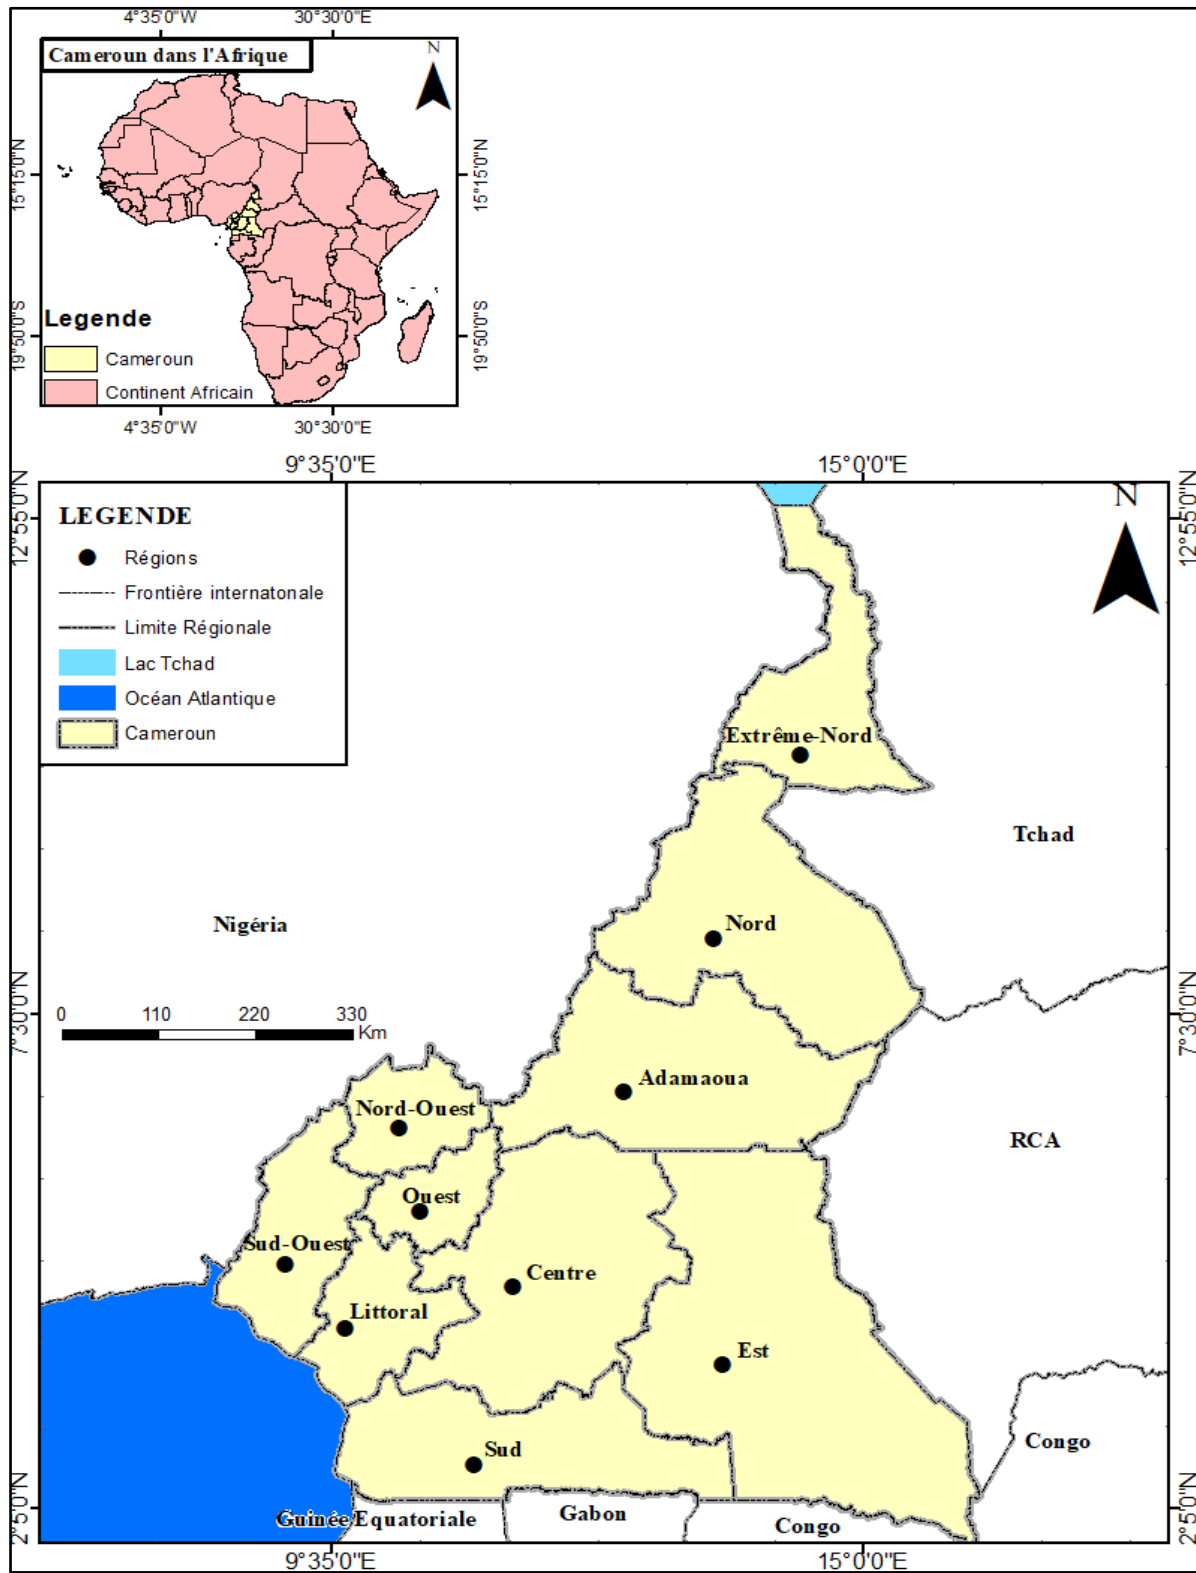 4°35'0"W 30°30'0"E
Cameroun dans l'Afrique
N
15°15'0"N 15°15'0"N
19°50'0"S 19°50'0"S
Legende
Cameroun
Continent Africain
4°35'0"W 30°30'0"E
9°35'0"E 15°0'0"E
12°55'0"N 12°55'0"N
LEGENDE
Régions
Frontière internatonale
Limite Régionale
Lac Tchad
Océan Atlantique
Cameroun
N
Extrême-Nord
Tchad
Nigéria
Nord
7°30'0"N 7°30'0"N
0 110 220 330
Km
Adamaoua
Nord-Ouest
RCA
Ouest
Sud-Ouest
Centre
Littoral
Est
Sud
Congo
2°5'0"N 2°5'0"N
Guinée Equatoriale
Gabon
Congo
9°35'0"E 15°0'0"E